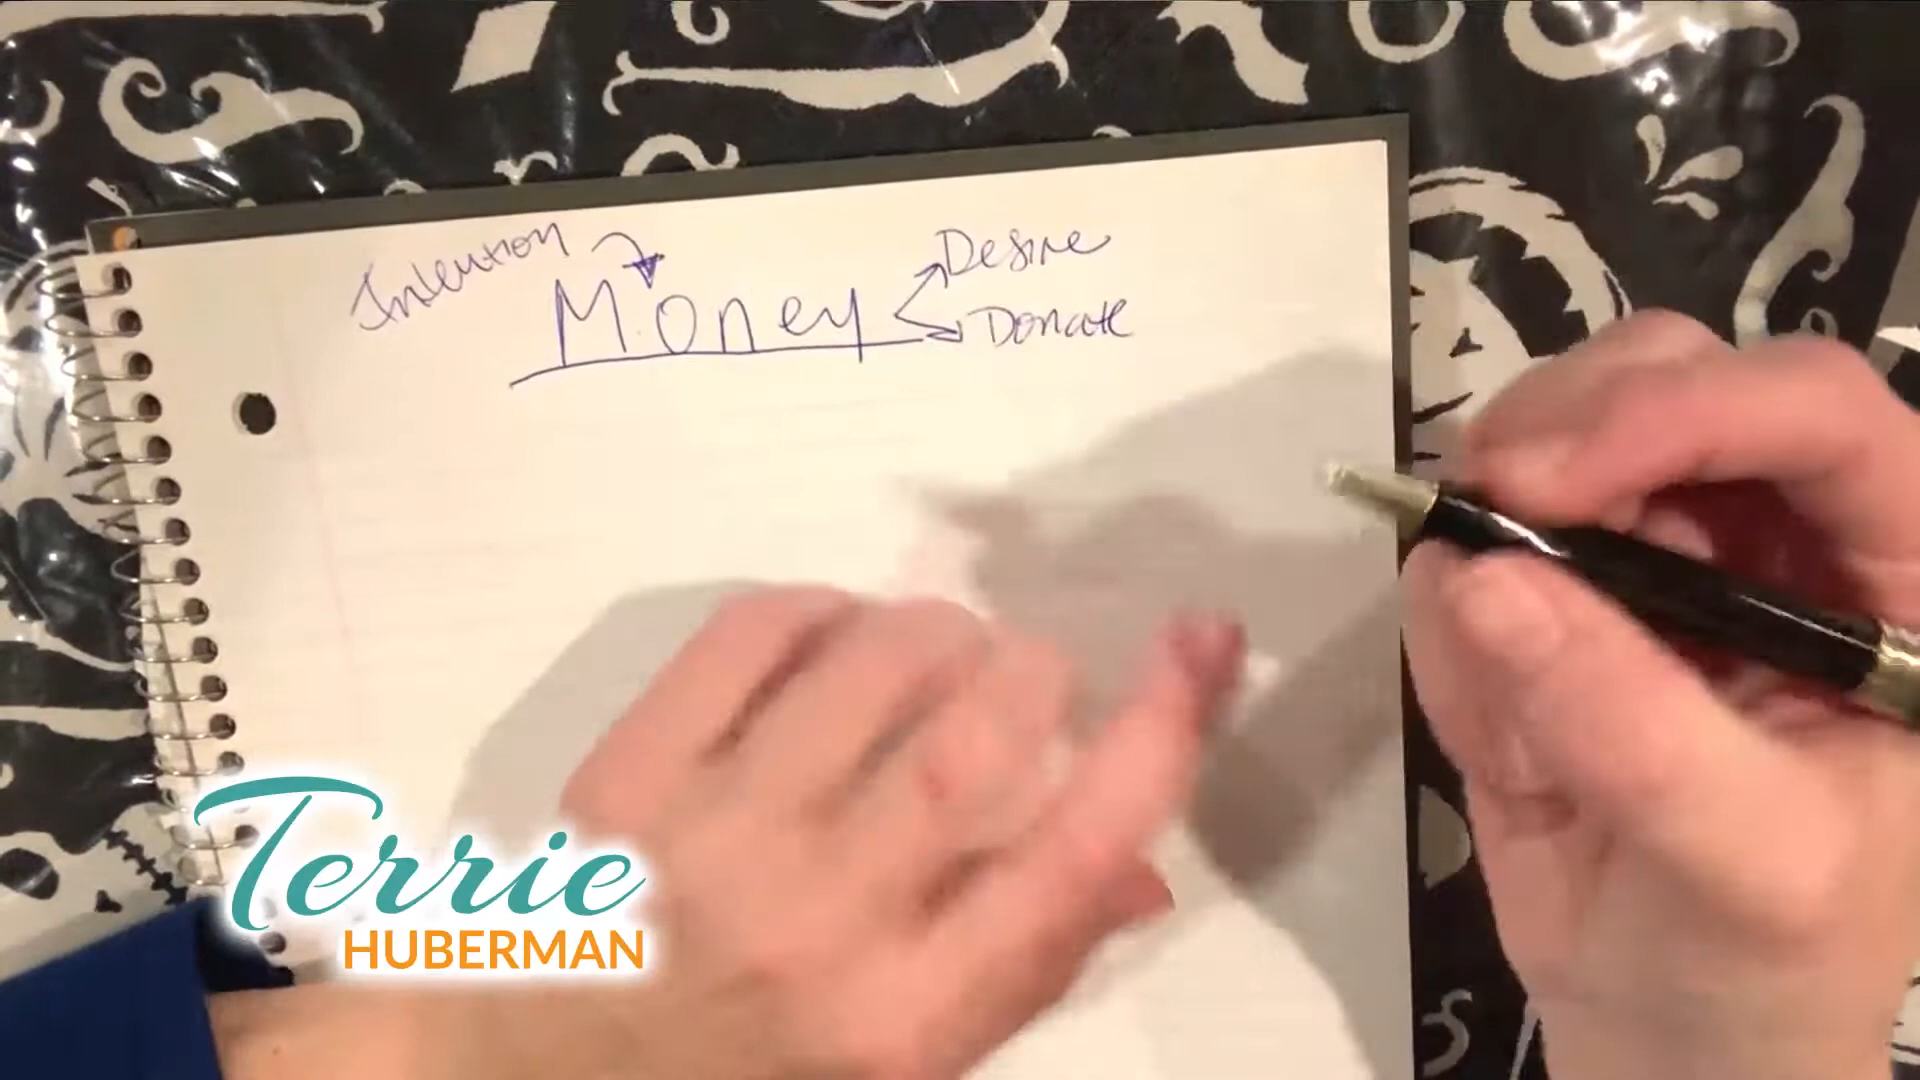 Intention
Money
Desire
Donate
Terrie
HUBERMAN